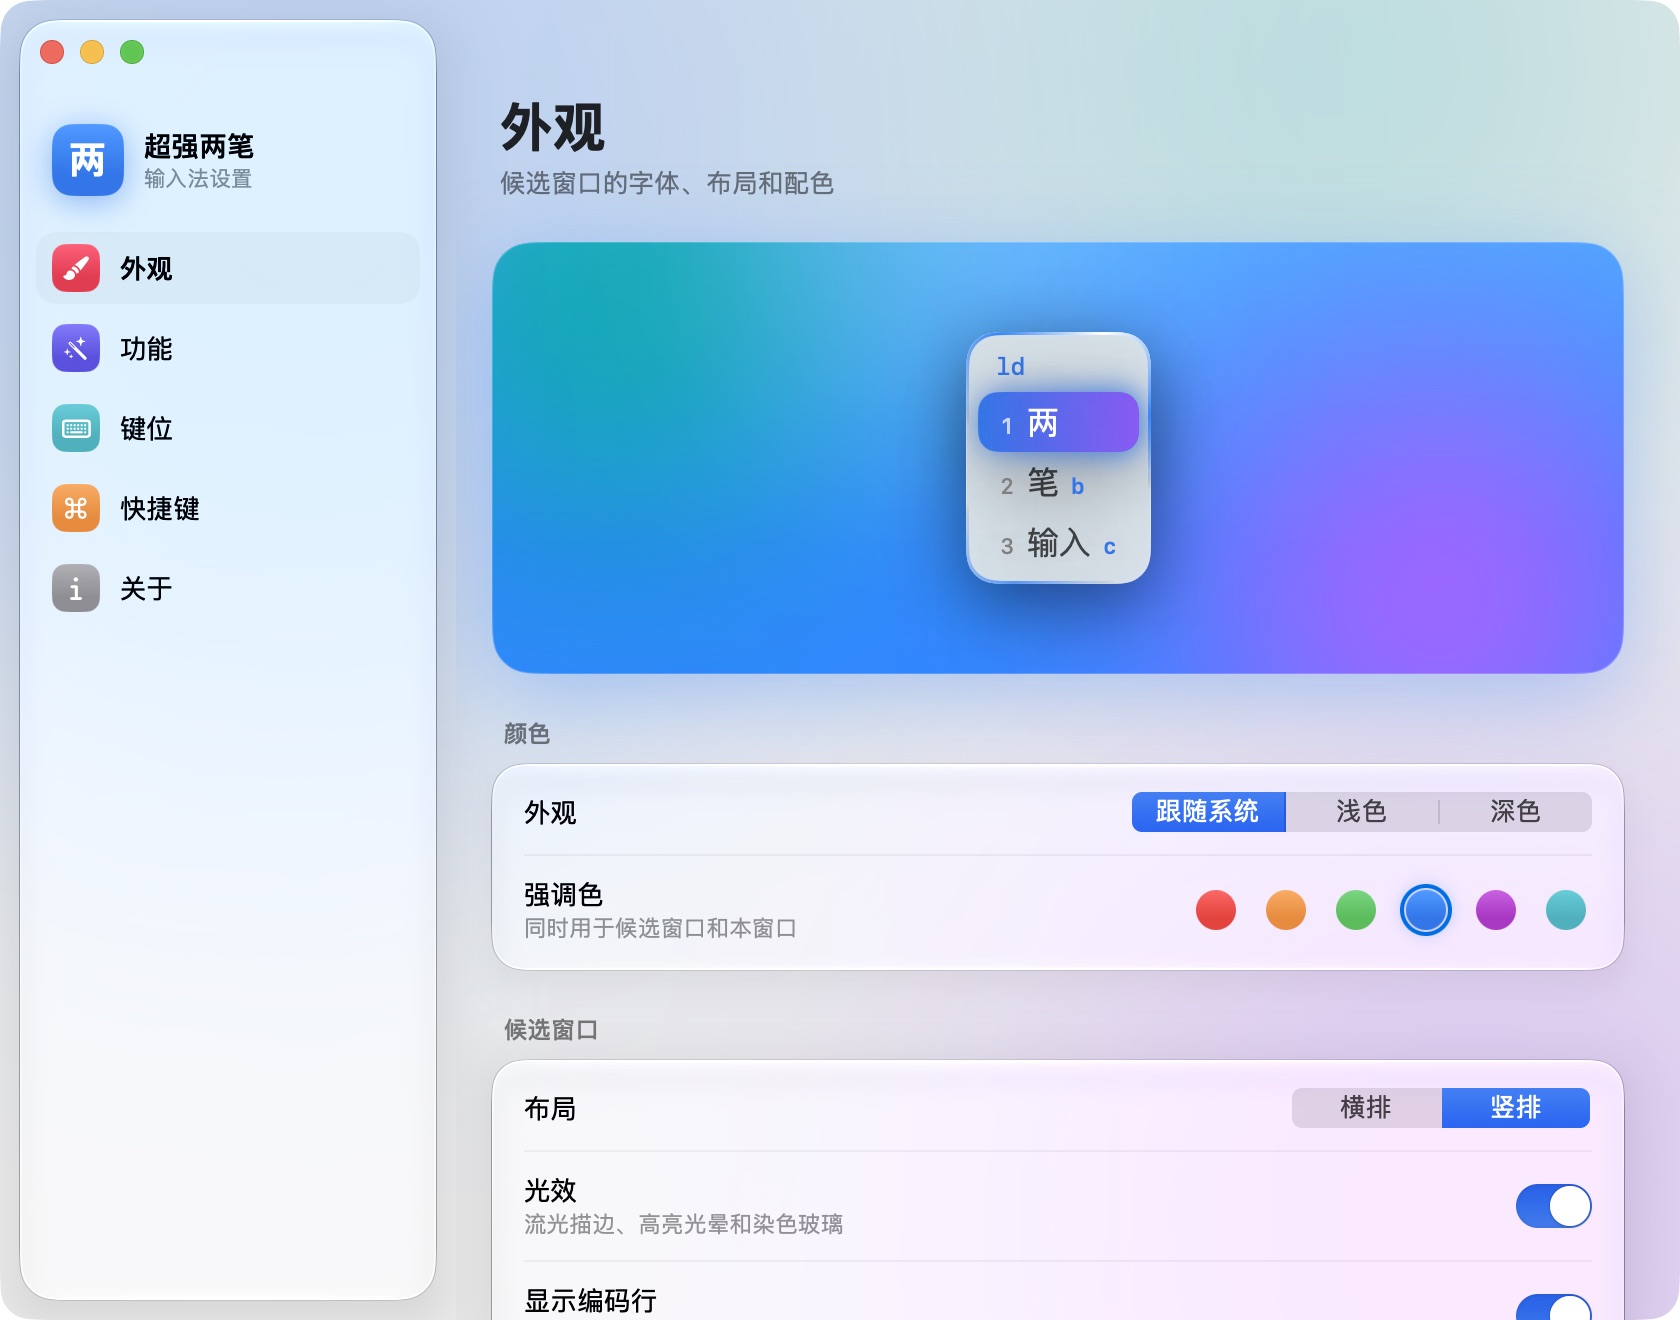 两
超强两笔
输入法设置
外观
功能
键位
快捷键
关于
外观
候选窗口的字体、布局和配色
ld
1 两
2 笔 b
3 输入 c
颜色
外观 跟随系统 浅色 深色
强调色
同时用于候选窗口和本窗口
候选窗口
布局 横排 竖排
光效
流光描边、高亮光晕和染色玻璃
显示编码行